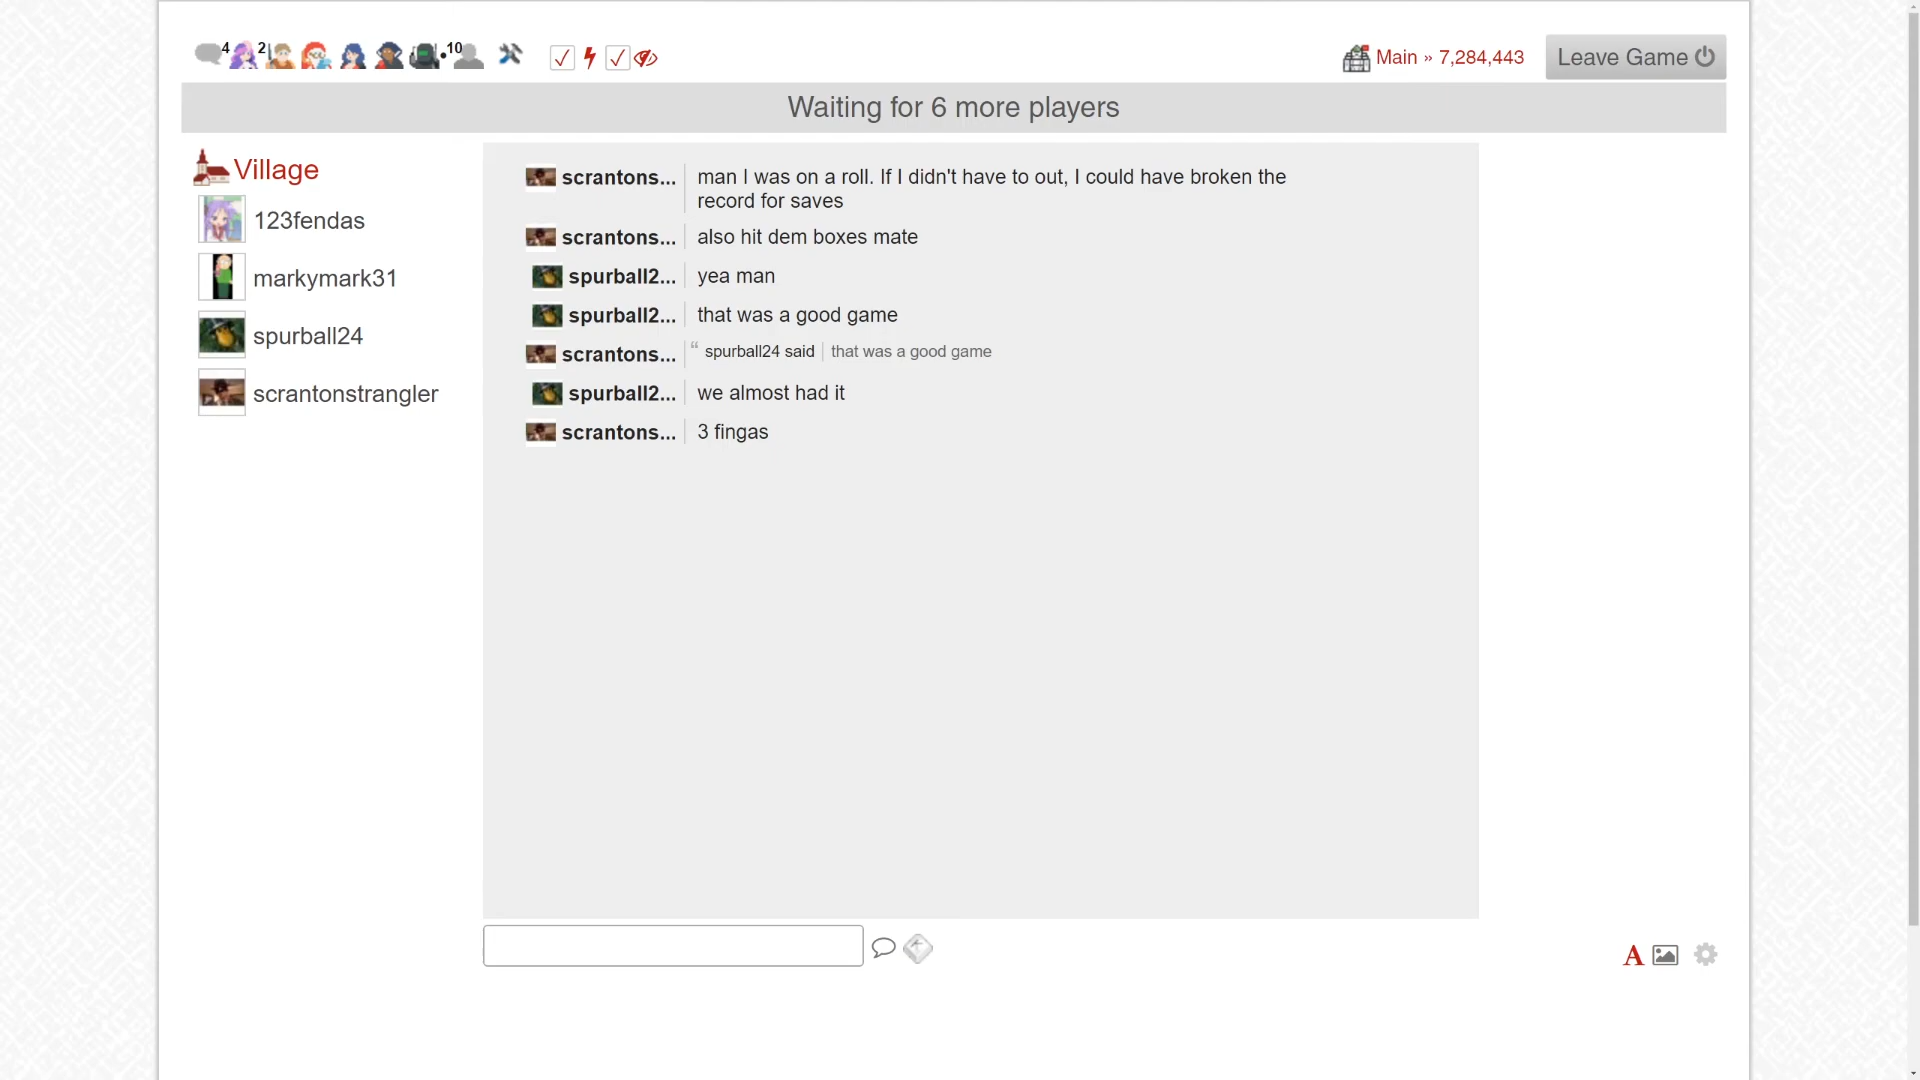 4 2 10
Main » 7,284,443
Leave Game
Waiting for 6 more players
Village
123fendas
markymark31
spurball24
scrantonstrangler
scrantons... man I was on a roll. If I didn't have to out, I could have broken the
record for saves
scrantons... also hit dem boxes mate
spurball2... yea man
spurball2... that was a good game
scrantons... “ spurball24 said that was a good game
spurball2... we almost had it
scrantons... 3 fingas
A